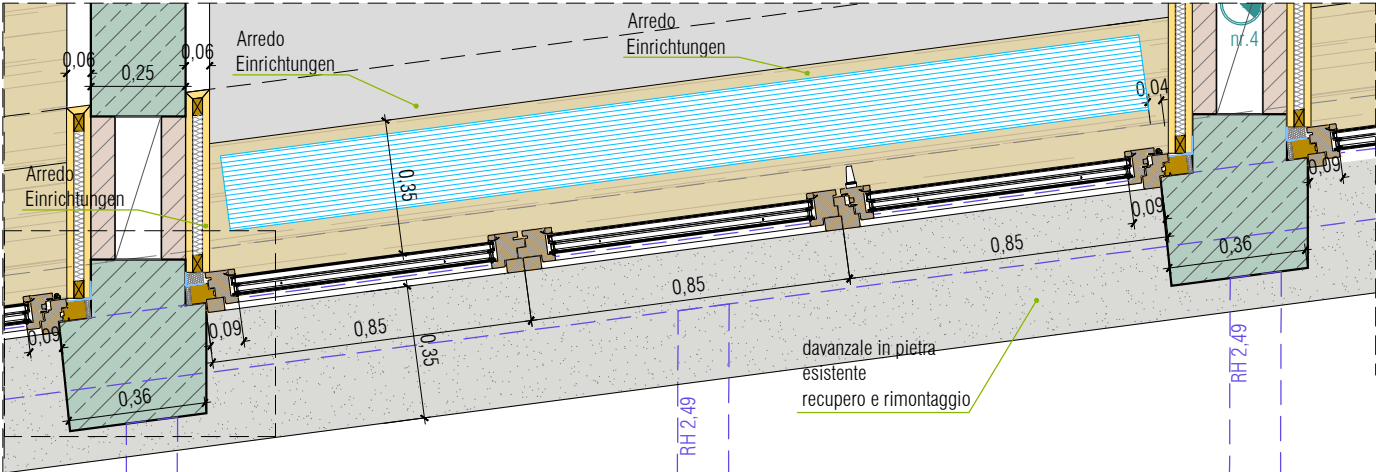 0,06
0,25
0,06
Arredo
Einrichtungen
Arredo
Einrichtungen
nr.4
0,04
Arredo
Einrichtungen
0,35
0,09
0,09
0,85
0,36
0,85
0,09
0,09
0,85
0,35
0,36
davanzale in pietra
esistente
recupero e rimontaggio
RH 2,49
RH 2,49